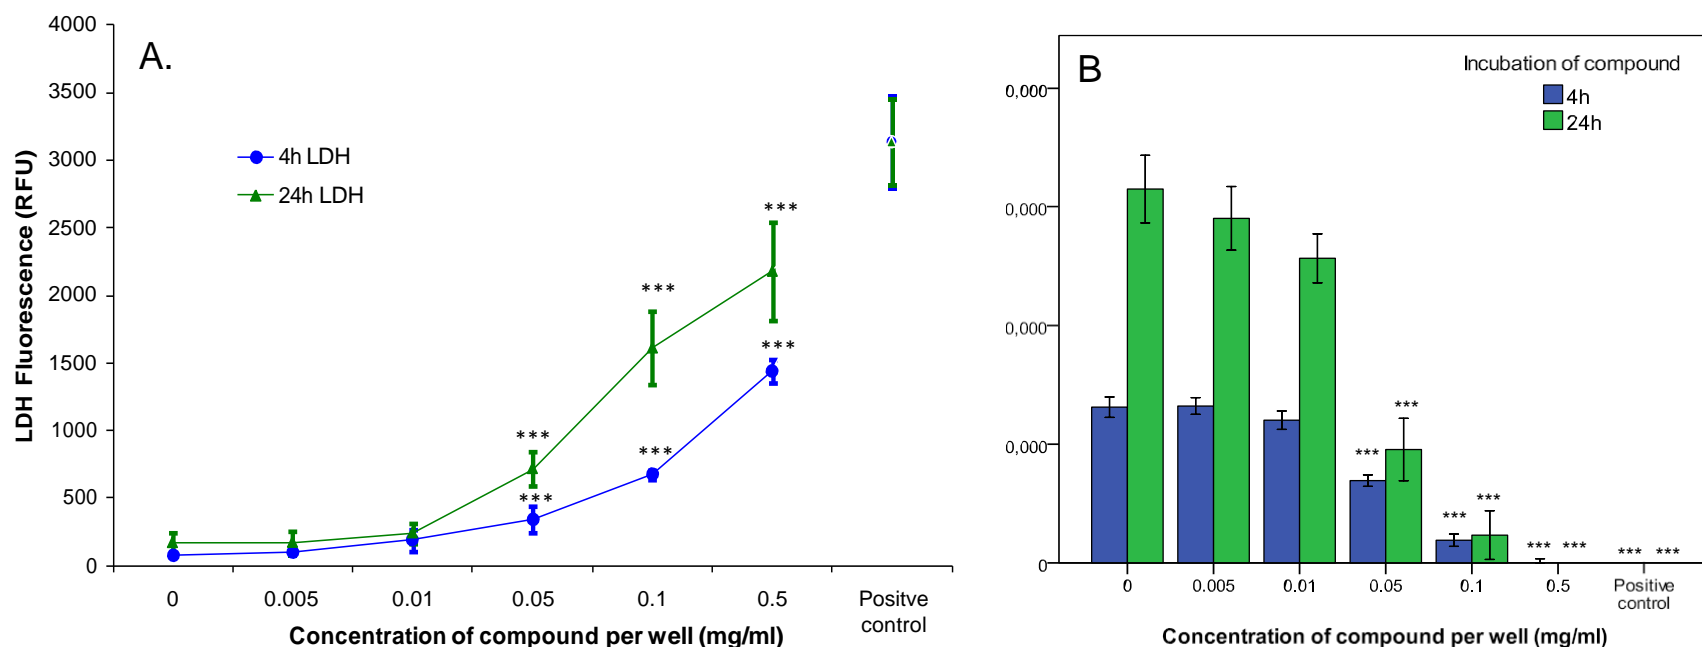 A.
4000
3500
3000
2500
2000
1500
1000
500
0
LDH Fluorescence (RFU)
4h LDH
24h LDH
***
***
***
***
***
***
0 0.005 0.01 0.05 0.1 0.5 Positve control
Concentration of compound per well (mg/ml)
B
Incubation of compound
4h
24h
0,000
0,000
0,000
0,000
0
***
***
***
***
*** ***
*** ***
0 0.005 0.01 0.05 0.1 0.5 Positive control
Concentration of compound per well (mg/ml)